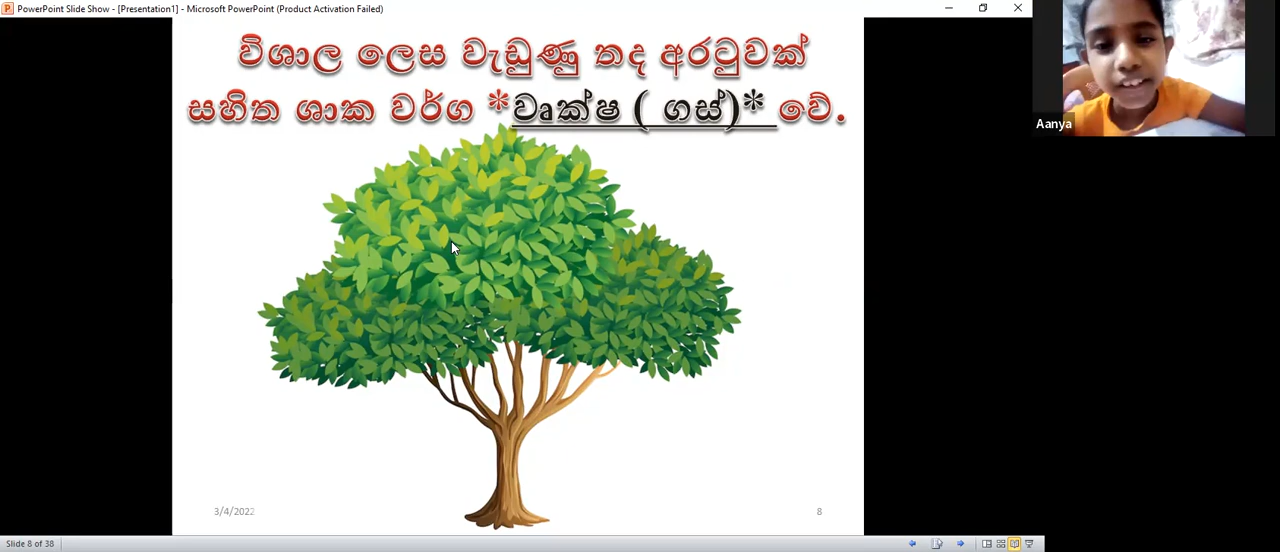 PowerPoint Slide Show - [Presentation1] - Microsoft PowerPoint (Product Activation Failed)
විශාල ලෙස වැඩුණු තද අරටුවක්
සහිත ශාක වර්ග *වෘක්ෂ ( ගස්)* වේ.
Aanya
3/4/2022
8
Slide 8 of 38